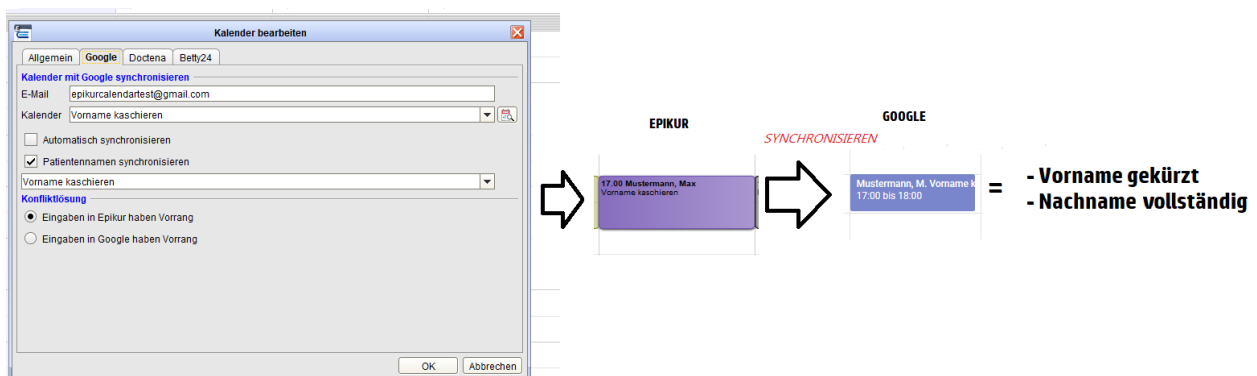 Kalender bearbeiten
Allgemein Google Doctena Betty24
Kalender mit Google synchronisieren
E-Mail epikurcalendartest@gmail.com
Kalender Vorname kaschieren
Automatisch synchronisieren
Patientennamen synchronisieren
Vorname kaschieren
Konfliktlösung
Eingaben in Epikur haben Vorrang
Eingaben in Google haben Vorrang
OK Abbrechen
EPIKUR
17.00 Mustermann, Max
Vorname kaschieren
SYNCHRONISIEREN
GOOGLE
Mustermann, M. Vorname k
17:00 bis 18:00
=
- Vorname gekürzt
- Nachname vollständig